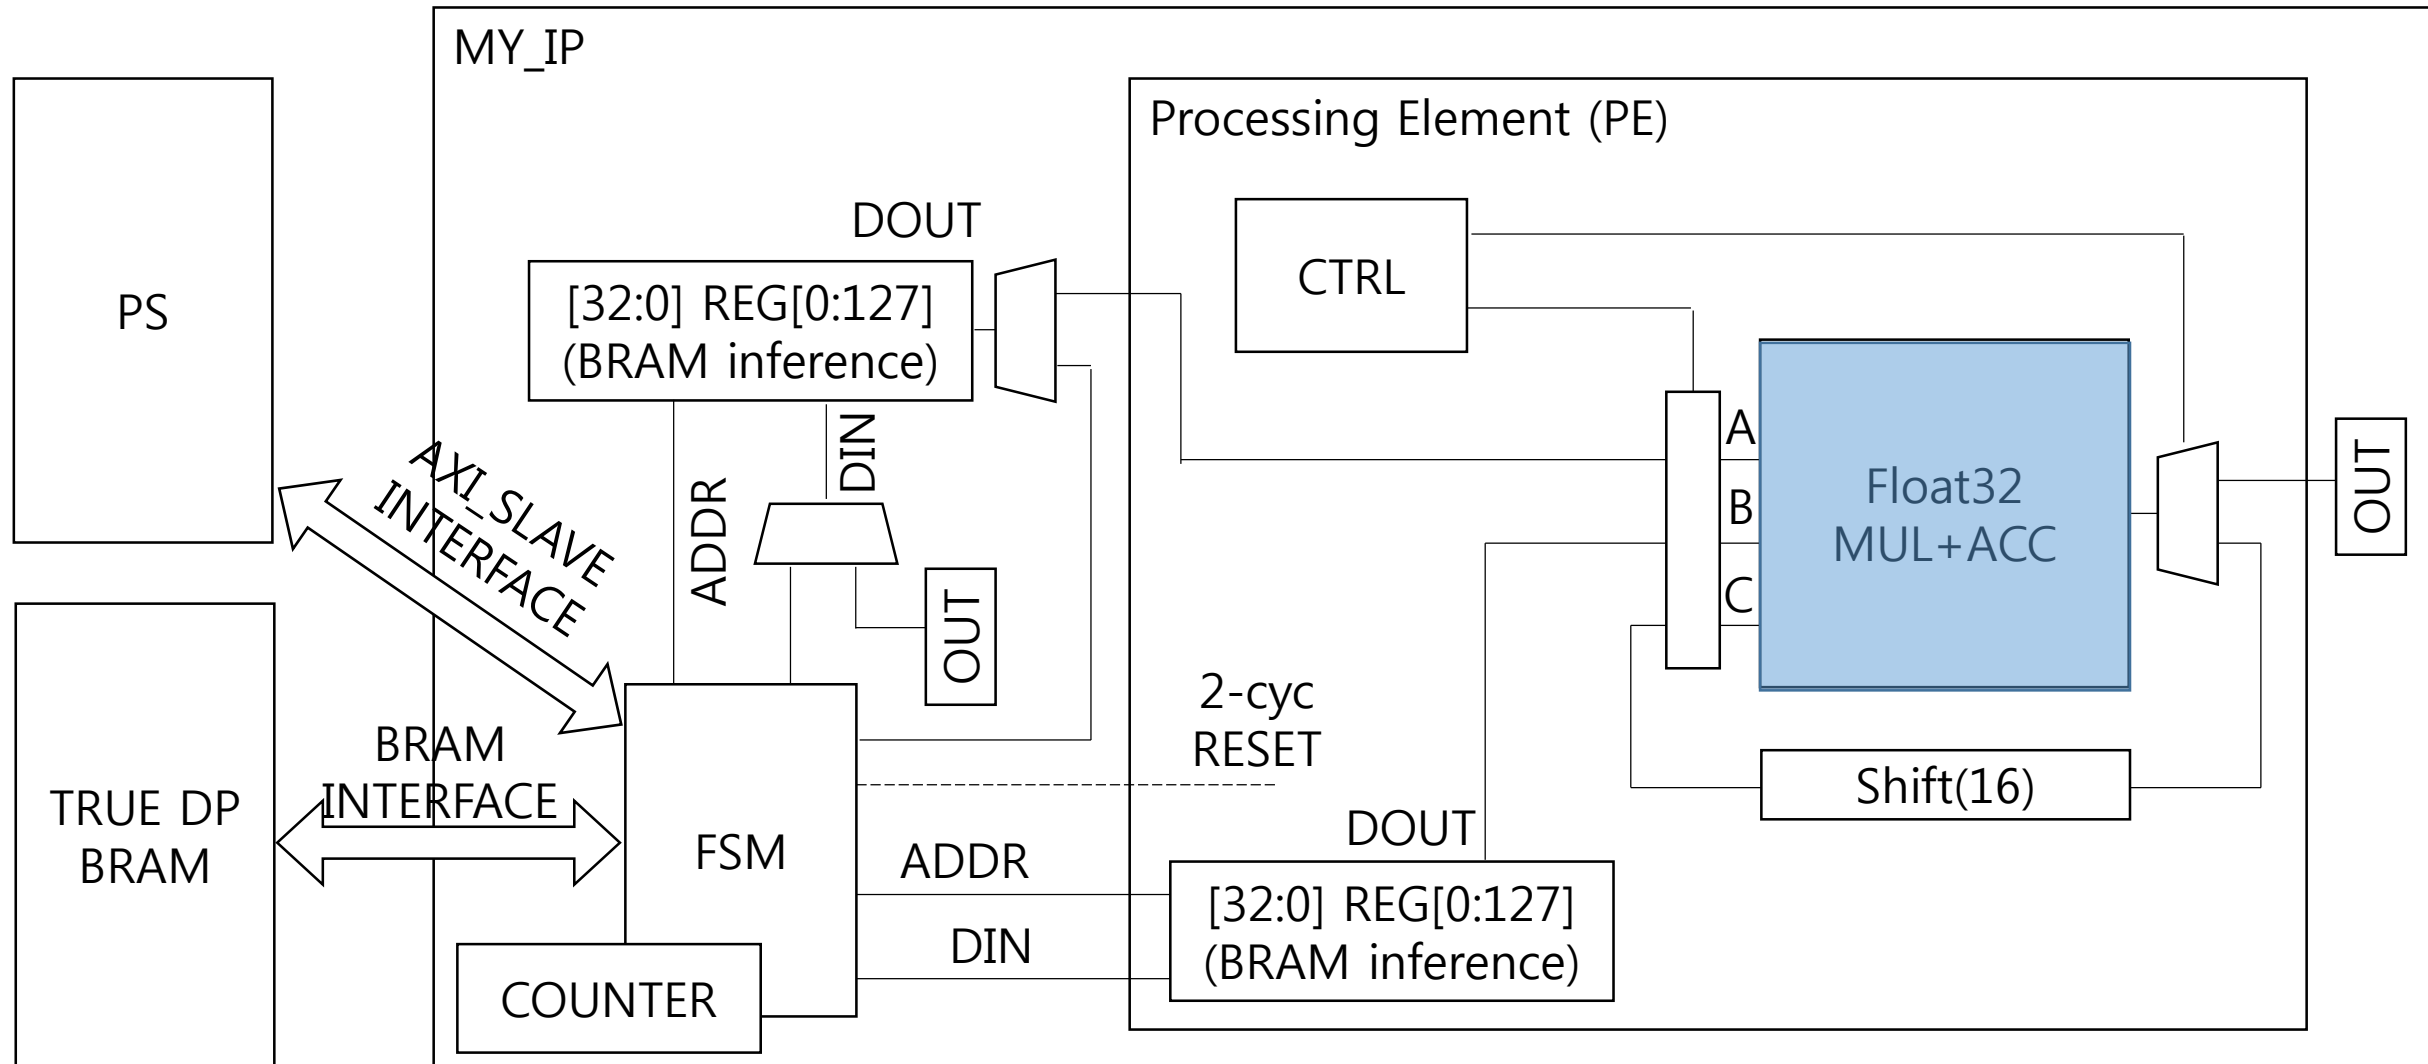 MY_IP
Processing Element (PE)
PS
DOUT
[32:0] REG[0:127]
(BRAM inference)
CTRL
A
B
C
Float32
MUL+ACC
OUT
AXI_SLAVE
INTERFACE
ADDR
DIN
OUT
2-cyc
RESET
Shift(16)
BRAM
INTERFACE
TRUE DP
BRAM
FSM
DOUT
ADDR
DIN
[32:0] REG[0:127]
(BRAM inference)
COUNTER